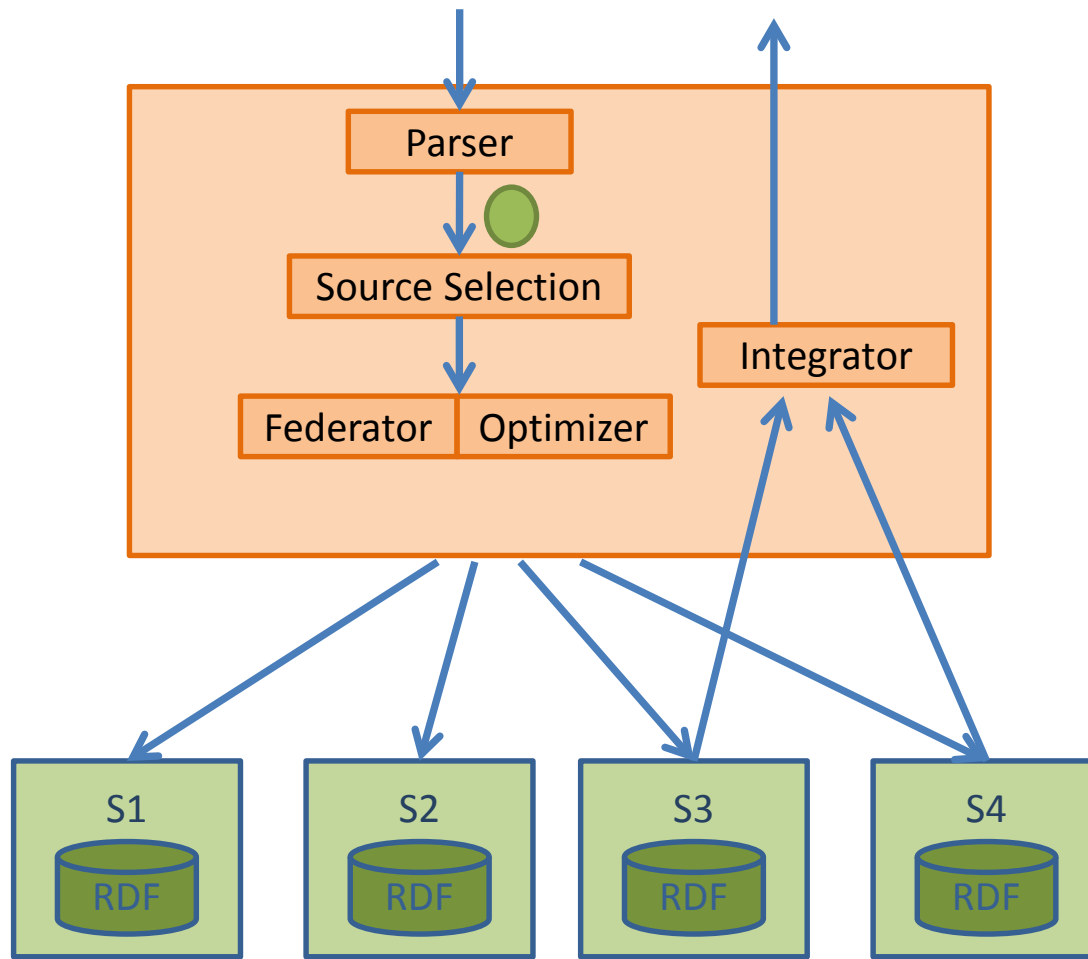 Parser
Source Selection
Integrator
Federator Optimizer
S1 S2 S3 S4
RDF RDF RDF RDF